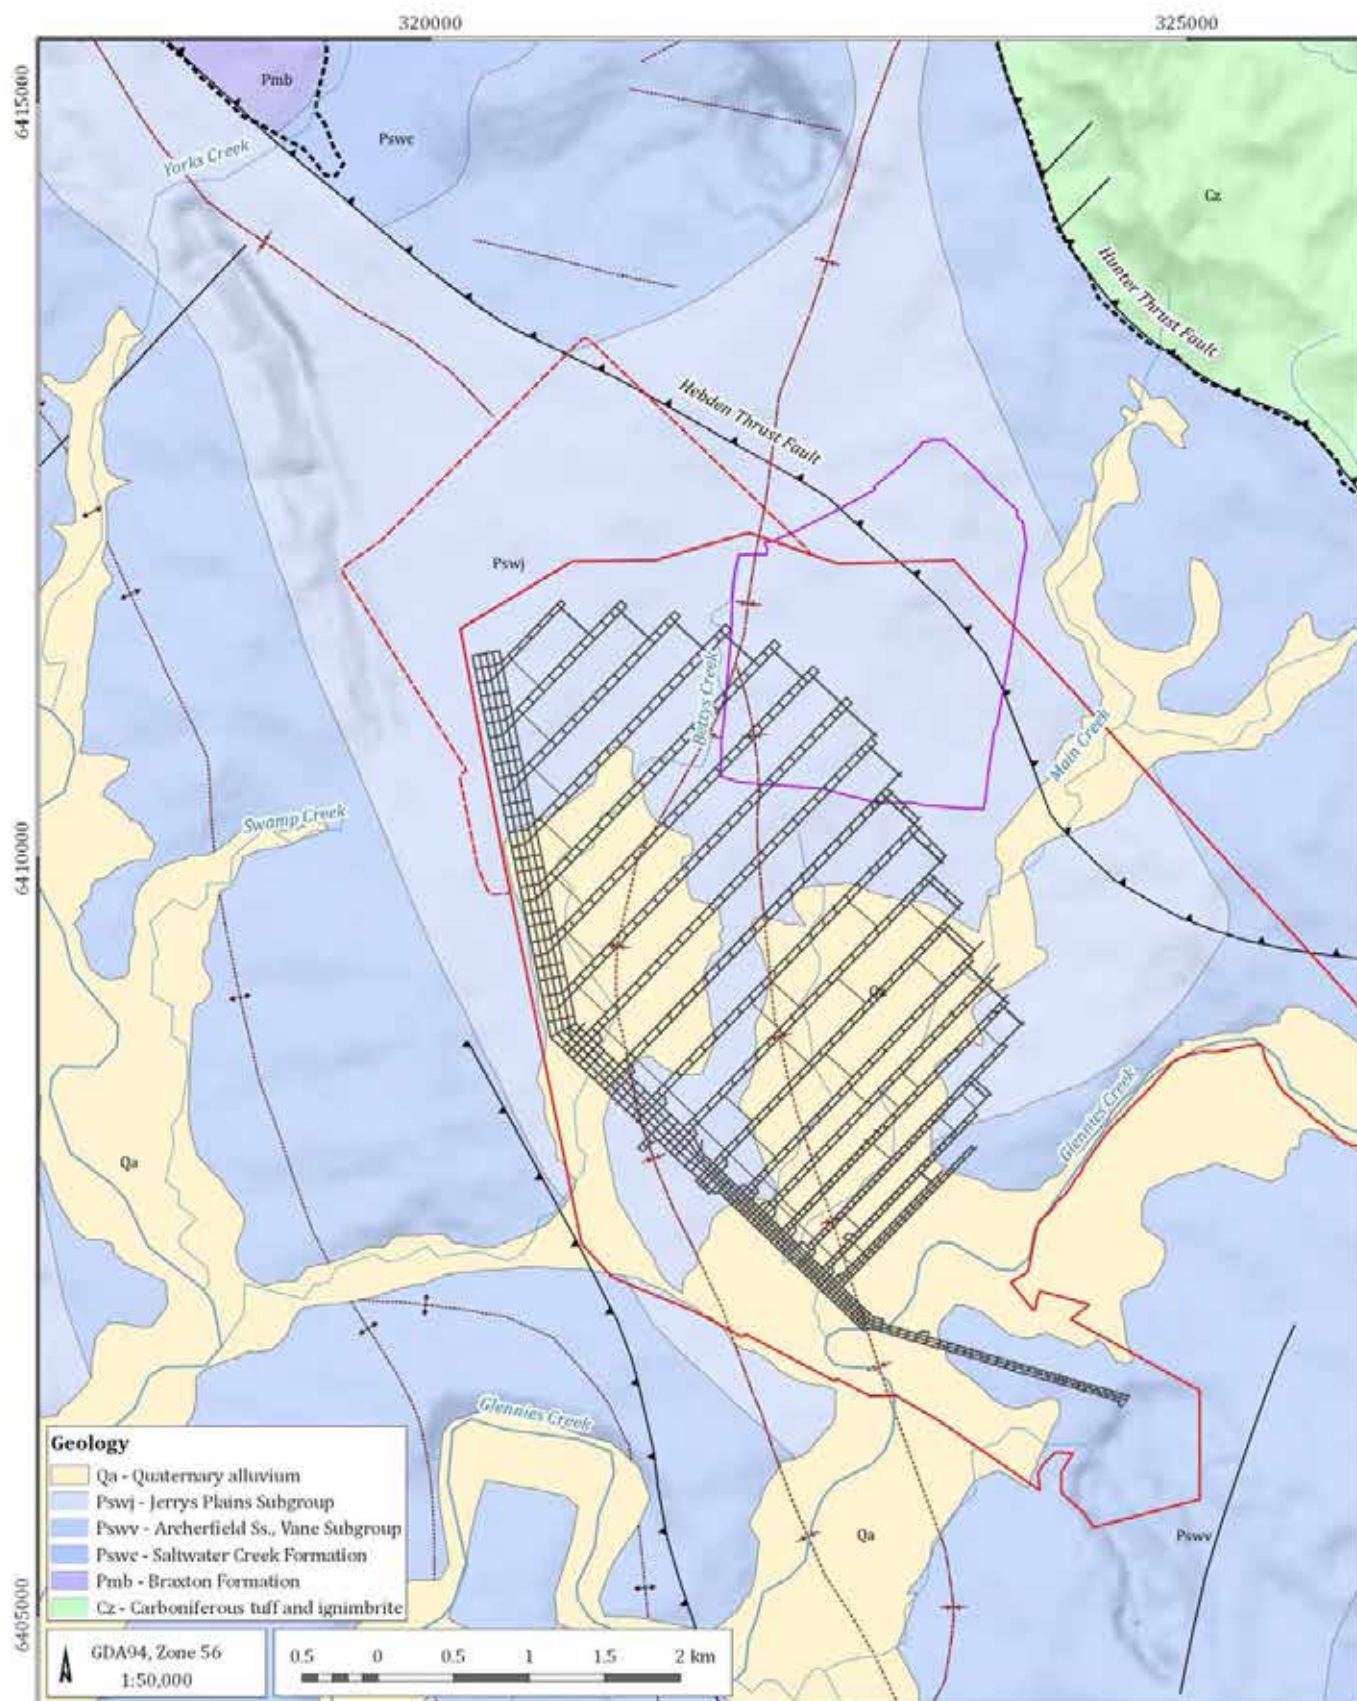 320000
325000
6415000
Pmb
Pswc
Yorks Creek
Cz
Hunter Thrust Fault
Hebden Thrust Fault
Pswj
Bettys Creek
Main Creek
Swamp Creek
6410000
Qa
Glennies Creek
Qa
Glennies Creek
Qa
Pswv
6405000
Geology
Qa - Quaternary alluvium
Pswj - Jerrys Plains Subgroup
Pswv - Archerfield Ss., Vane Subgroup
Pswc - Saltwater Creek Formation
Pmb - Braxton Formation
Cz - Carboniferous tuff and ignimbrite
GDA94, Zone 56
1:50,000
0.5 0 0.5 1 1.5 2 km